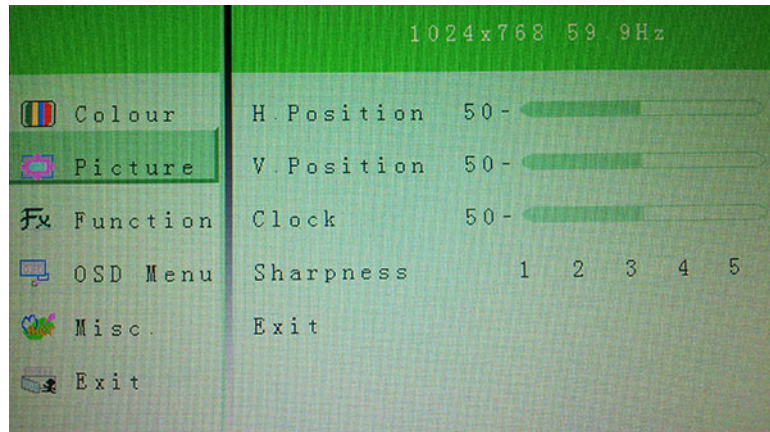 1024x768 59.9Hz
Colour
H.Position 50-
Picture
V.Position 50-
Fx Function
Clock 50-
OSD Menu
Sharpness 1 2 3 4 5
Misc.
Exit
Exit